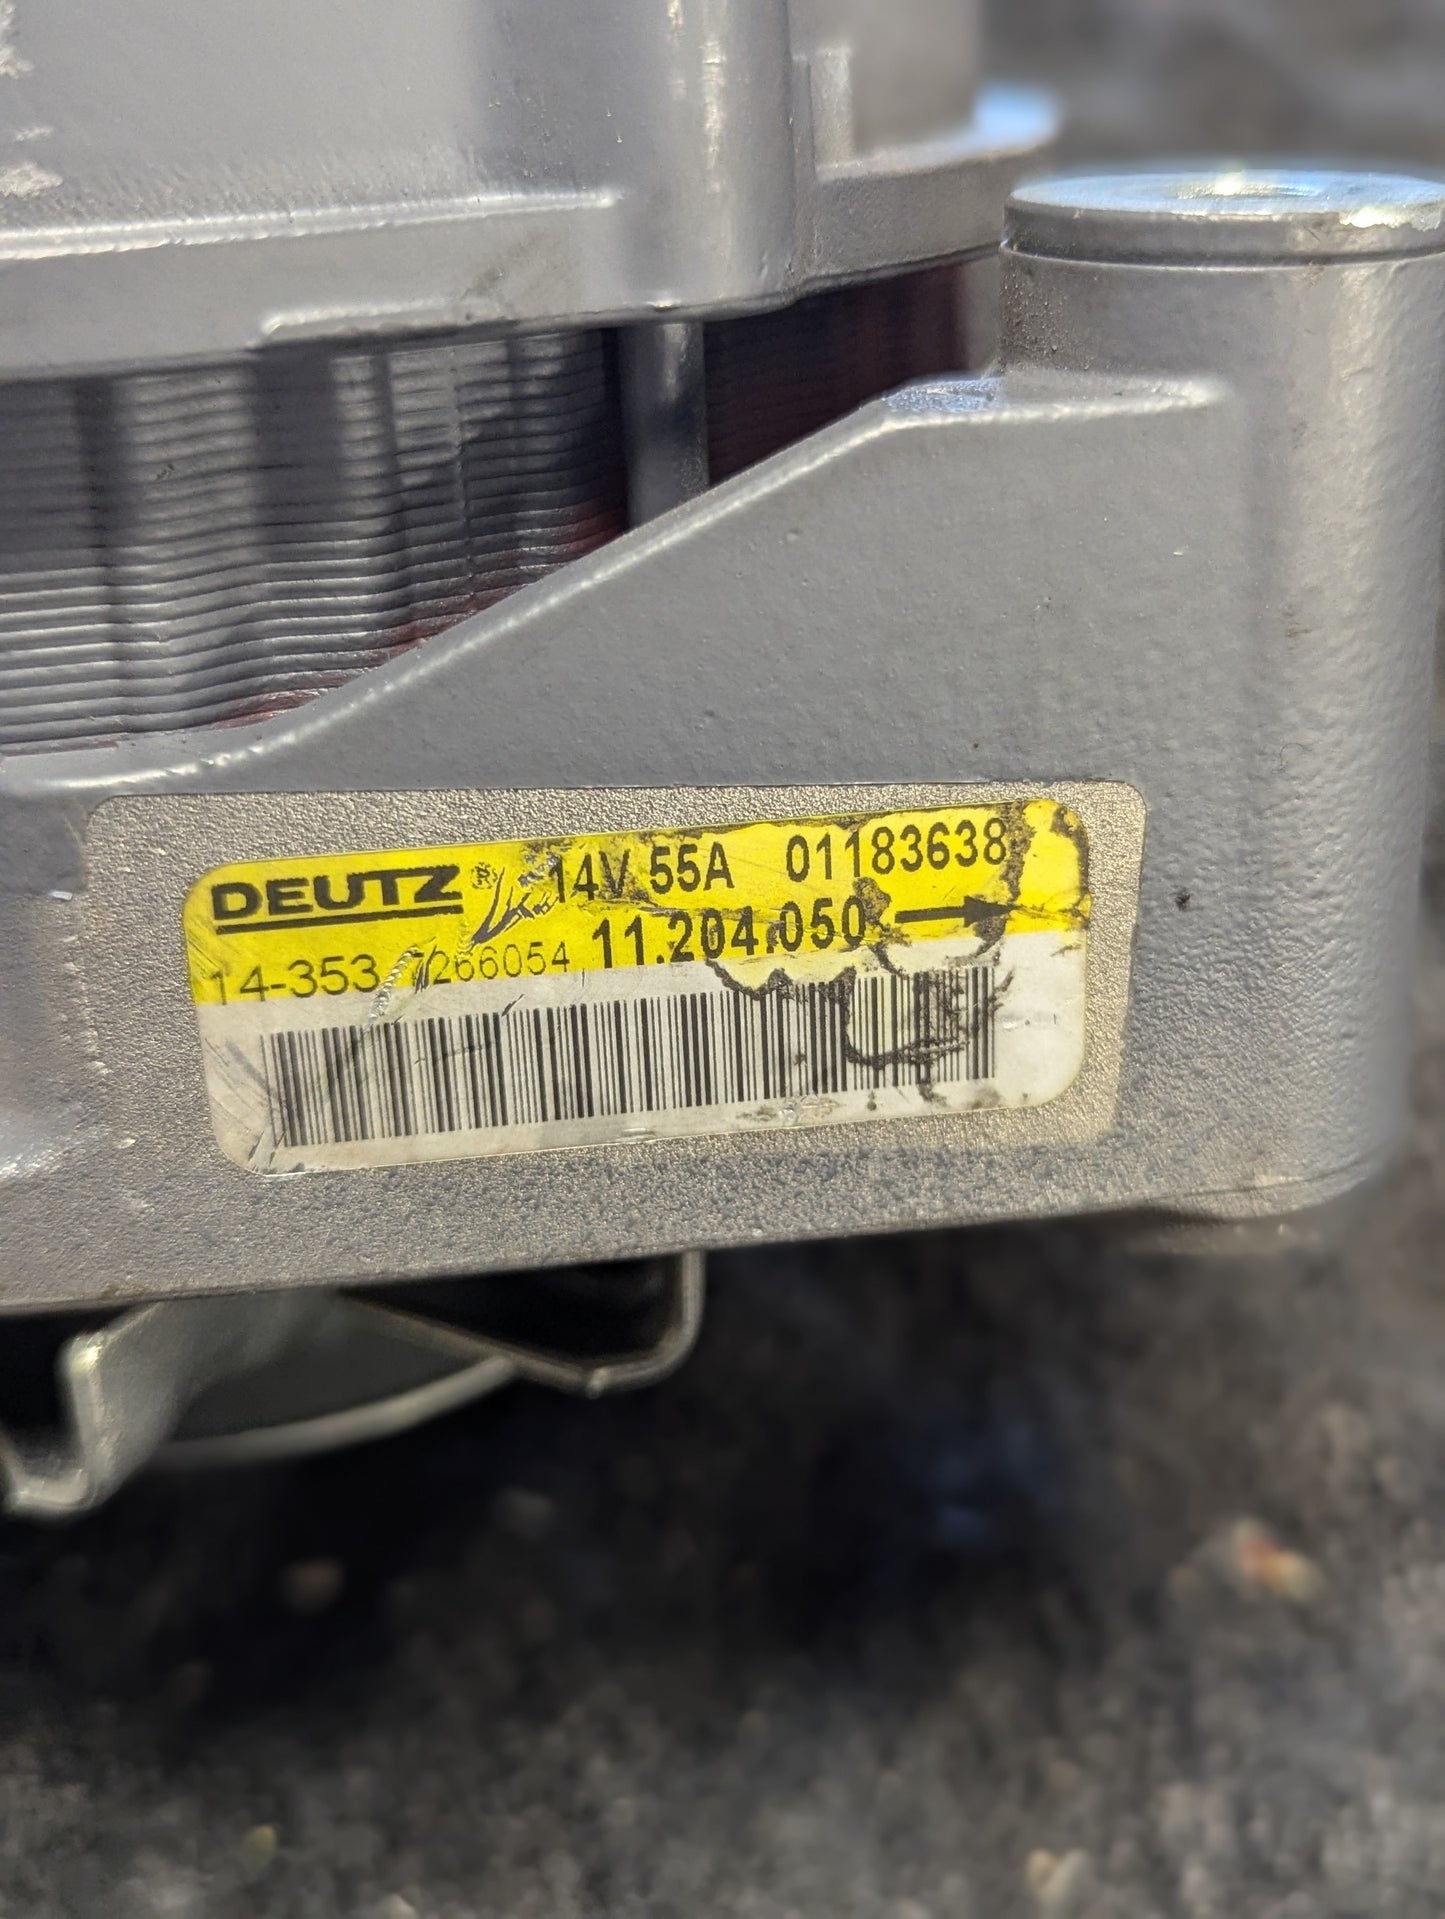 DEUTZ® 14V 55A 01183638
14-353 7266054 11.204.050 →